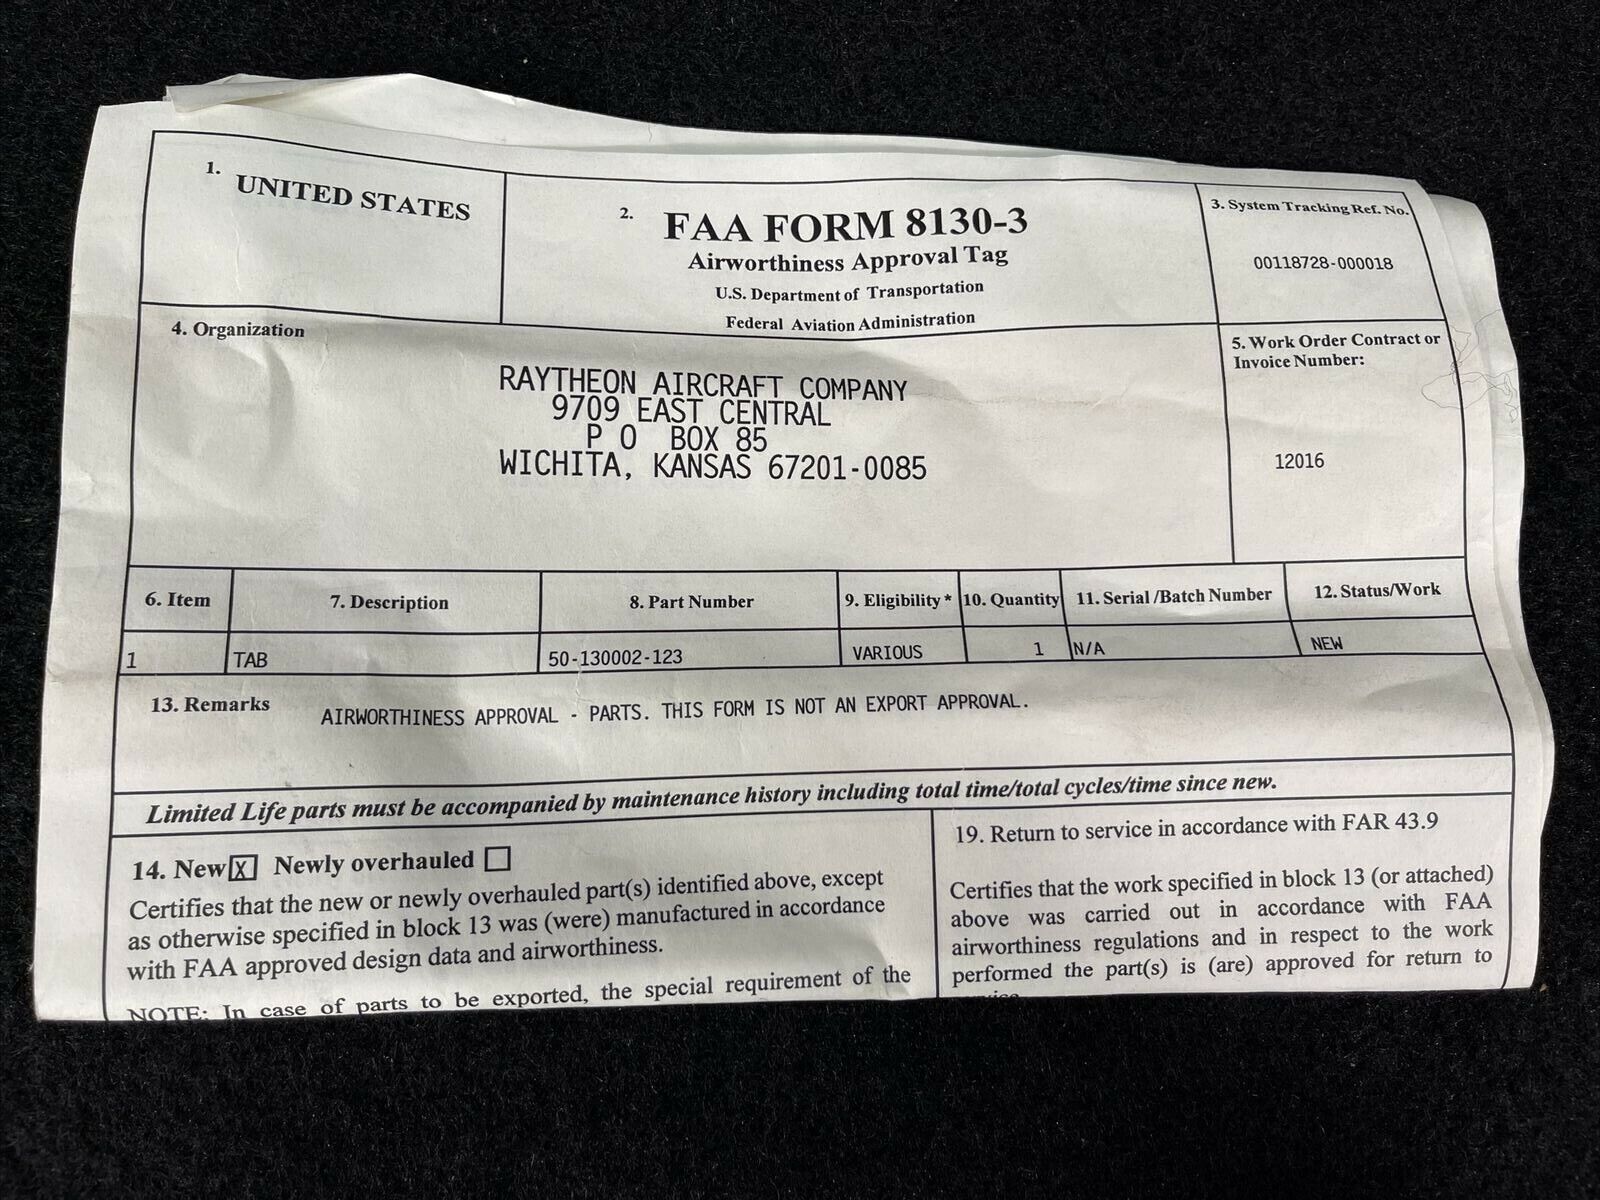 1. UNITED STATES
2. FAA FORM 8130-3
Airworthiness Approval Tag
U.S. Department of Transportation
Federal Aviation Administration
3. System Tracking Ref. No.
00118728-000018
4. Organization
RAYTHEON AIRCRAFT COMPANY
9709 EAST CENTRAL
P O BOX 85
WICHITA, KANSAS 67201-0085
5. Work Order Contract or
Invoice Number:
12016
6. Item 7. Description 8. Part Number 9. Eligibility * 10. Quantity 11. Serial /Batch Number 12. Status/Work
1 TAB 50-130002-123 VARIOUS 1 N/A NEW
13. Remarks AIRWORTHINESS APPROVAL - PARTS. THIS FORM IS NOT AN EXPORT APPROVAL.
Limited Life parts must be accompanied by maintenance history including total time/total cycles/time since new.
14. New X Newly overhauled
Certifies that the new or newly overhauled part(s) identified above, except
as otherwise specified in block 13 was (were) manufactured in accordance
with FAA approved design data and airworthiness.
NOTE: In case of parts to be exported, the special requirement of the
19. Return to service in accordance with FAR 43.9
Certifies that the work specified in block 13 (or attached)
above was carried out in accordance with FAA
airworthiness regulations and in respect to the work
performed the part(s) is (are) approved for return to